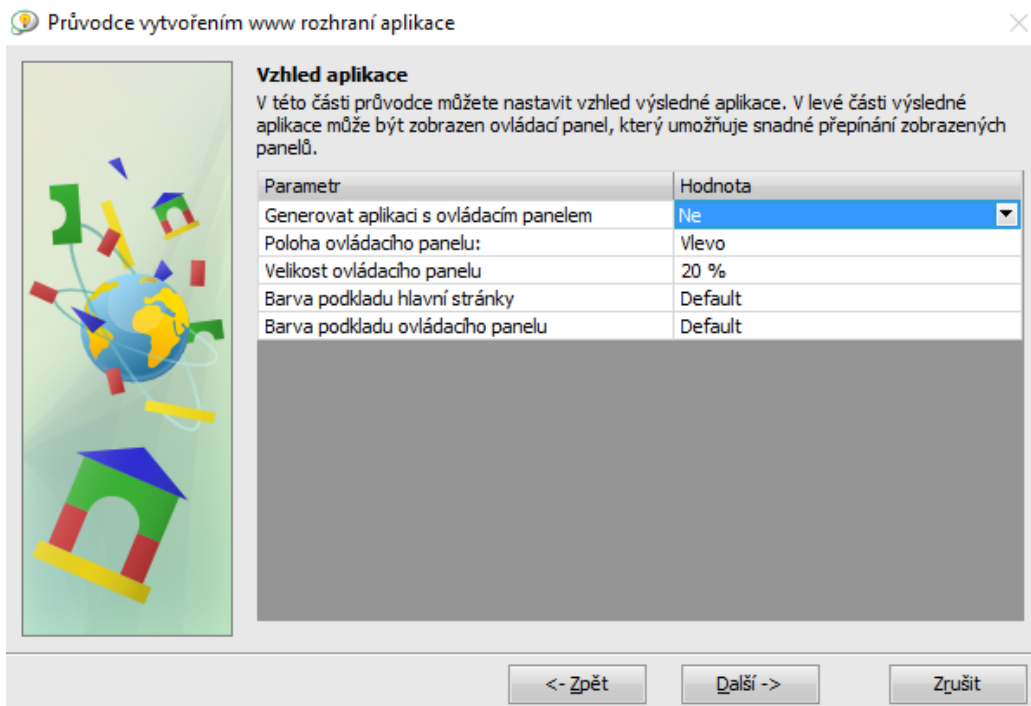 Průvodce vytvořením www rozhraní aplikace
Vzhled aplikace
V této části průvodce můžete nastavit vzhled výsledné aplikace. V levé části výsledné
aplikace může být zobrazen ovládací panel, který umožňuje snadné přepínání zobrazených
panelů.
Parametr Hodnota
Generovat aplikaci s ovládacím panelem Ne
Poloha ovládacího panelu: Vlevo
Velikost ovládacího panelu 20 %
Barva podkladu hlavní stránky Default
Barva podkladu ovládacího panelu Default
<- Zpět Další -> Zrušit